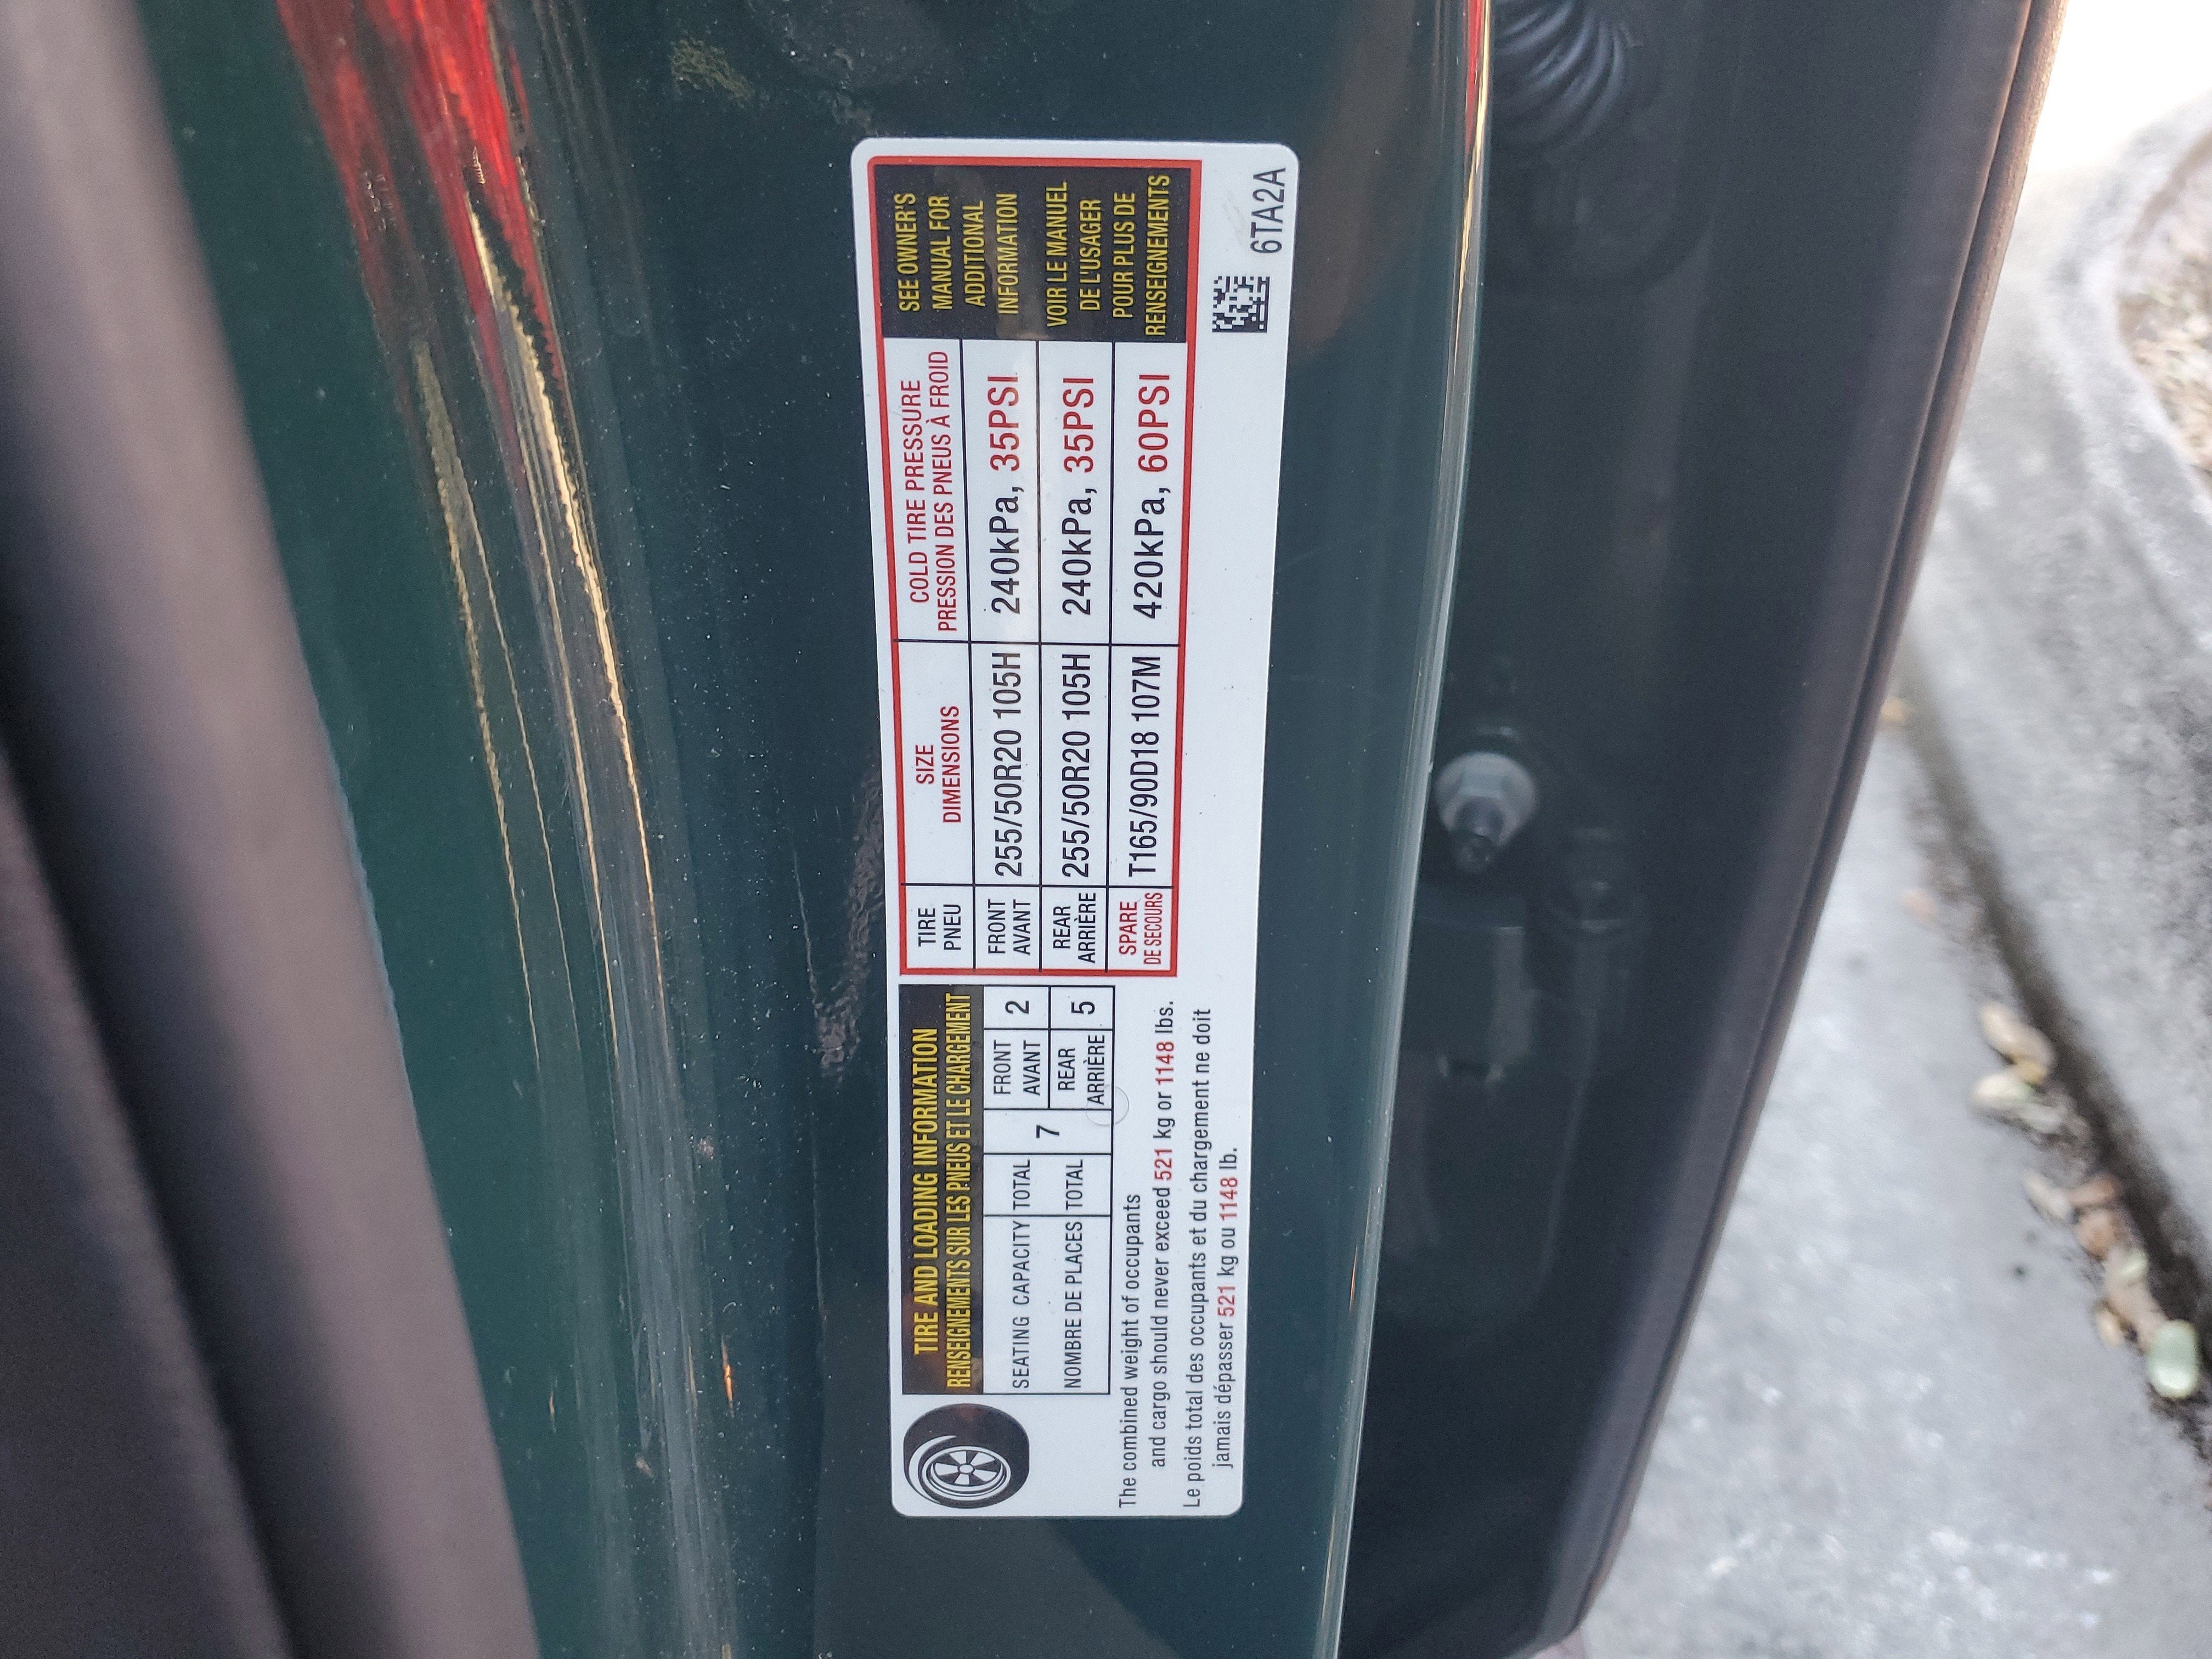 TIRE AND LOADING INFORMATION
RENSEIGNEMENTS SUR LES PNEUS ET LE CHARGEMENT
SEATING CAPACITY TOTAL
NOMBRE DE PLACES TOTAL
7
FRONT
AVANT
2
REAR
ARRIÈRE
5
The combined weight of occupants
and cargo should never exceed 521 kg or 1148 lbs.
Le poids total des occupants et du chargement ne doit
jamais dépasser 521 kg ou 1148 lb.
TIRE
PNEU
SIZE
DIMENSIONS
COLD TIRE PRESSURE
PRESSION DES PNEUS À FROID
FRONT
AVANT
255/50R20 105H
240kPa, 35PSI
REAR
ARRIÈRE
255/50R20 105H
240kPa, 35PSI
SPARE
DE SECOURS
T165/90D18 107M
420kPa, 60PSI
SEE OWNER'S
MANUAL FOR
ADDITIONAL
INFORMATION
VOIR LE MANUEL
DE L'USAGER
POUR PLUS DE
RENSEIGNEMENTS
6TA2A